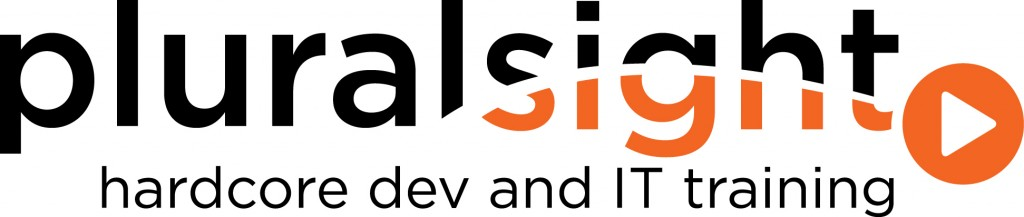 pluralsight
hardcore dev and IT training